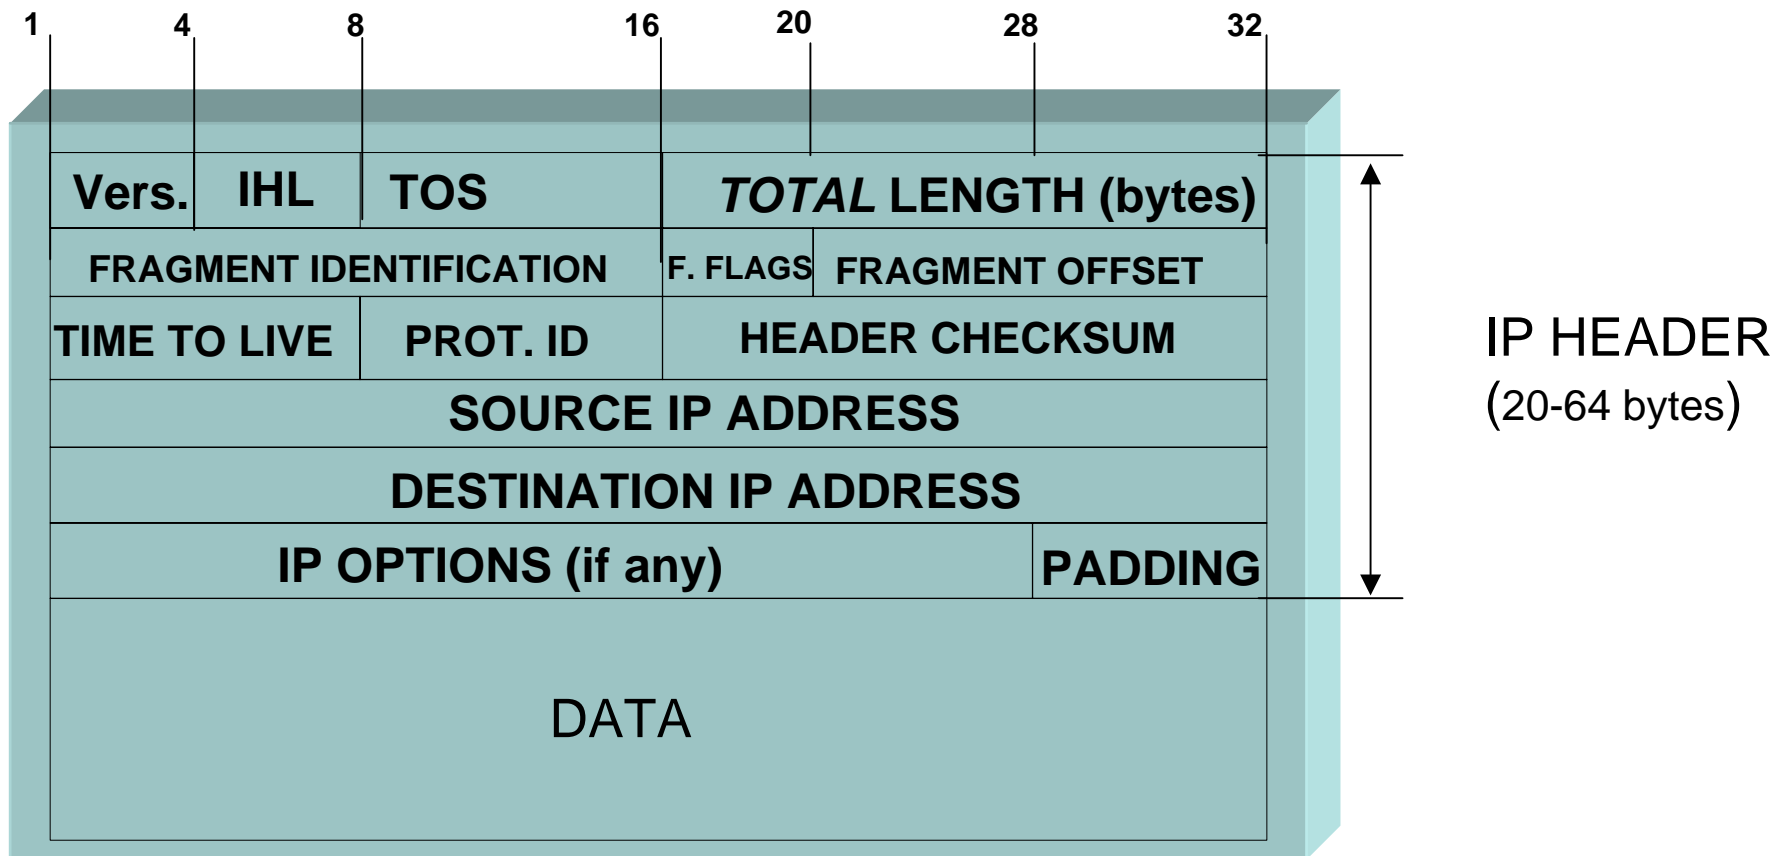 1 4 8 16 20 28 32
Vers. IHL TOS TOTAL LENGTH (bytes)
FRAGMENT IDENTIFICATION F. FLAGS FRAGMENT OFFSET
TIME TO LIVE PROT. ID HEADER CHECKSUM
SOURCE IP ADDRESS
DESTINATION IP ADDRESS
IP OPTIONS (if any) PADDING
DATA
IP HEADER
(20-64 bytes)